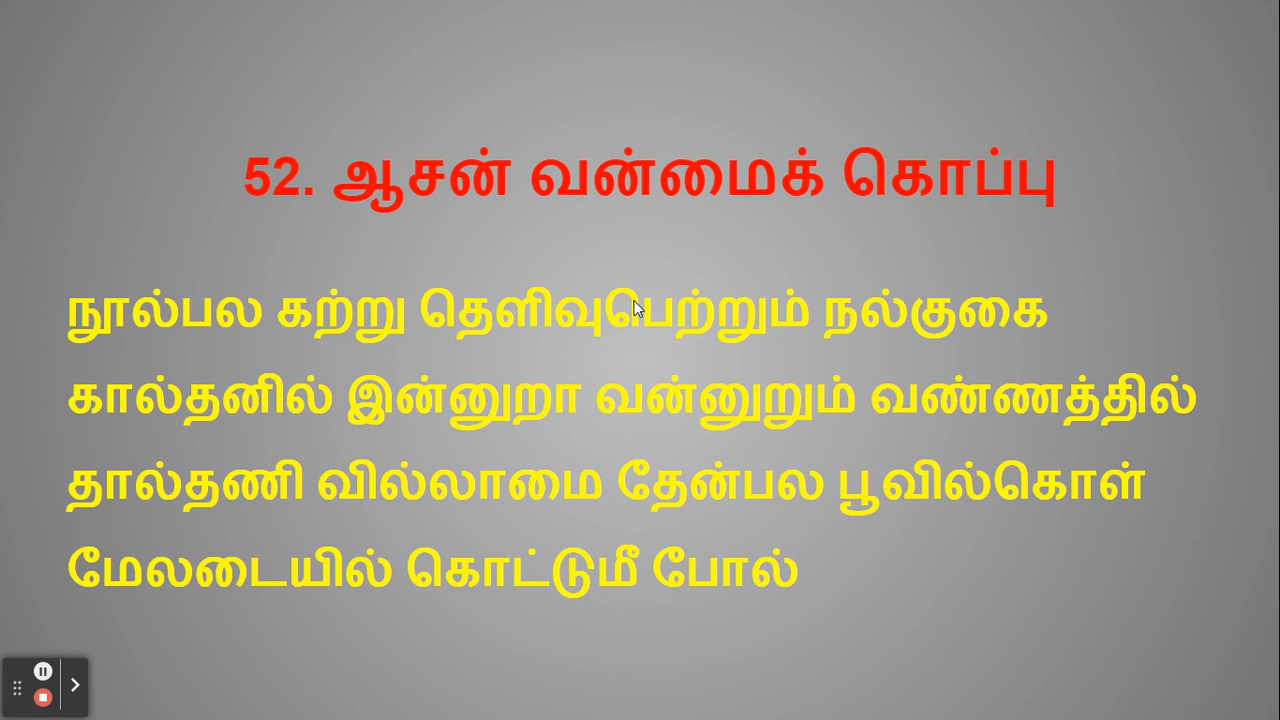 52. ஆசன் வன்மைக் கொப்பு
நூல்பல கற்று தெளிவுபெற்றும் நல்குகை
கால்தனில் இன்னுறா வன்னுறும் வண்ணத்தில்
தால்தணி வில்லாமை தேன்பல பூவில்கொள்
மேலடையில் கொட்டுமீ போல்